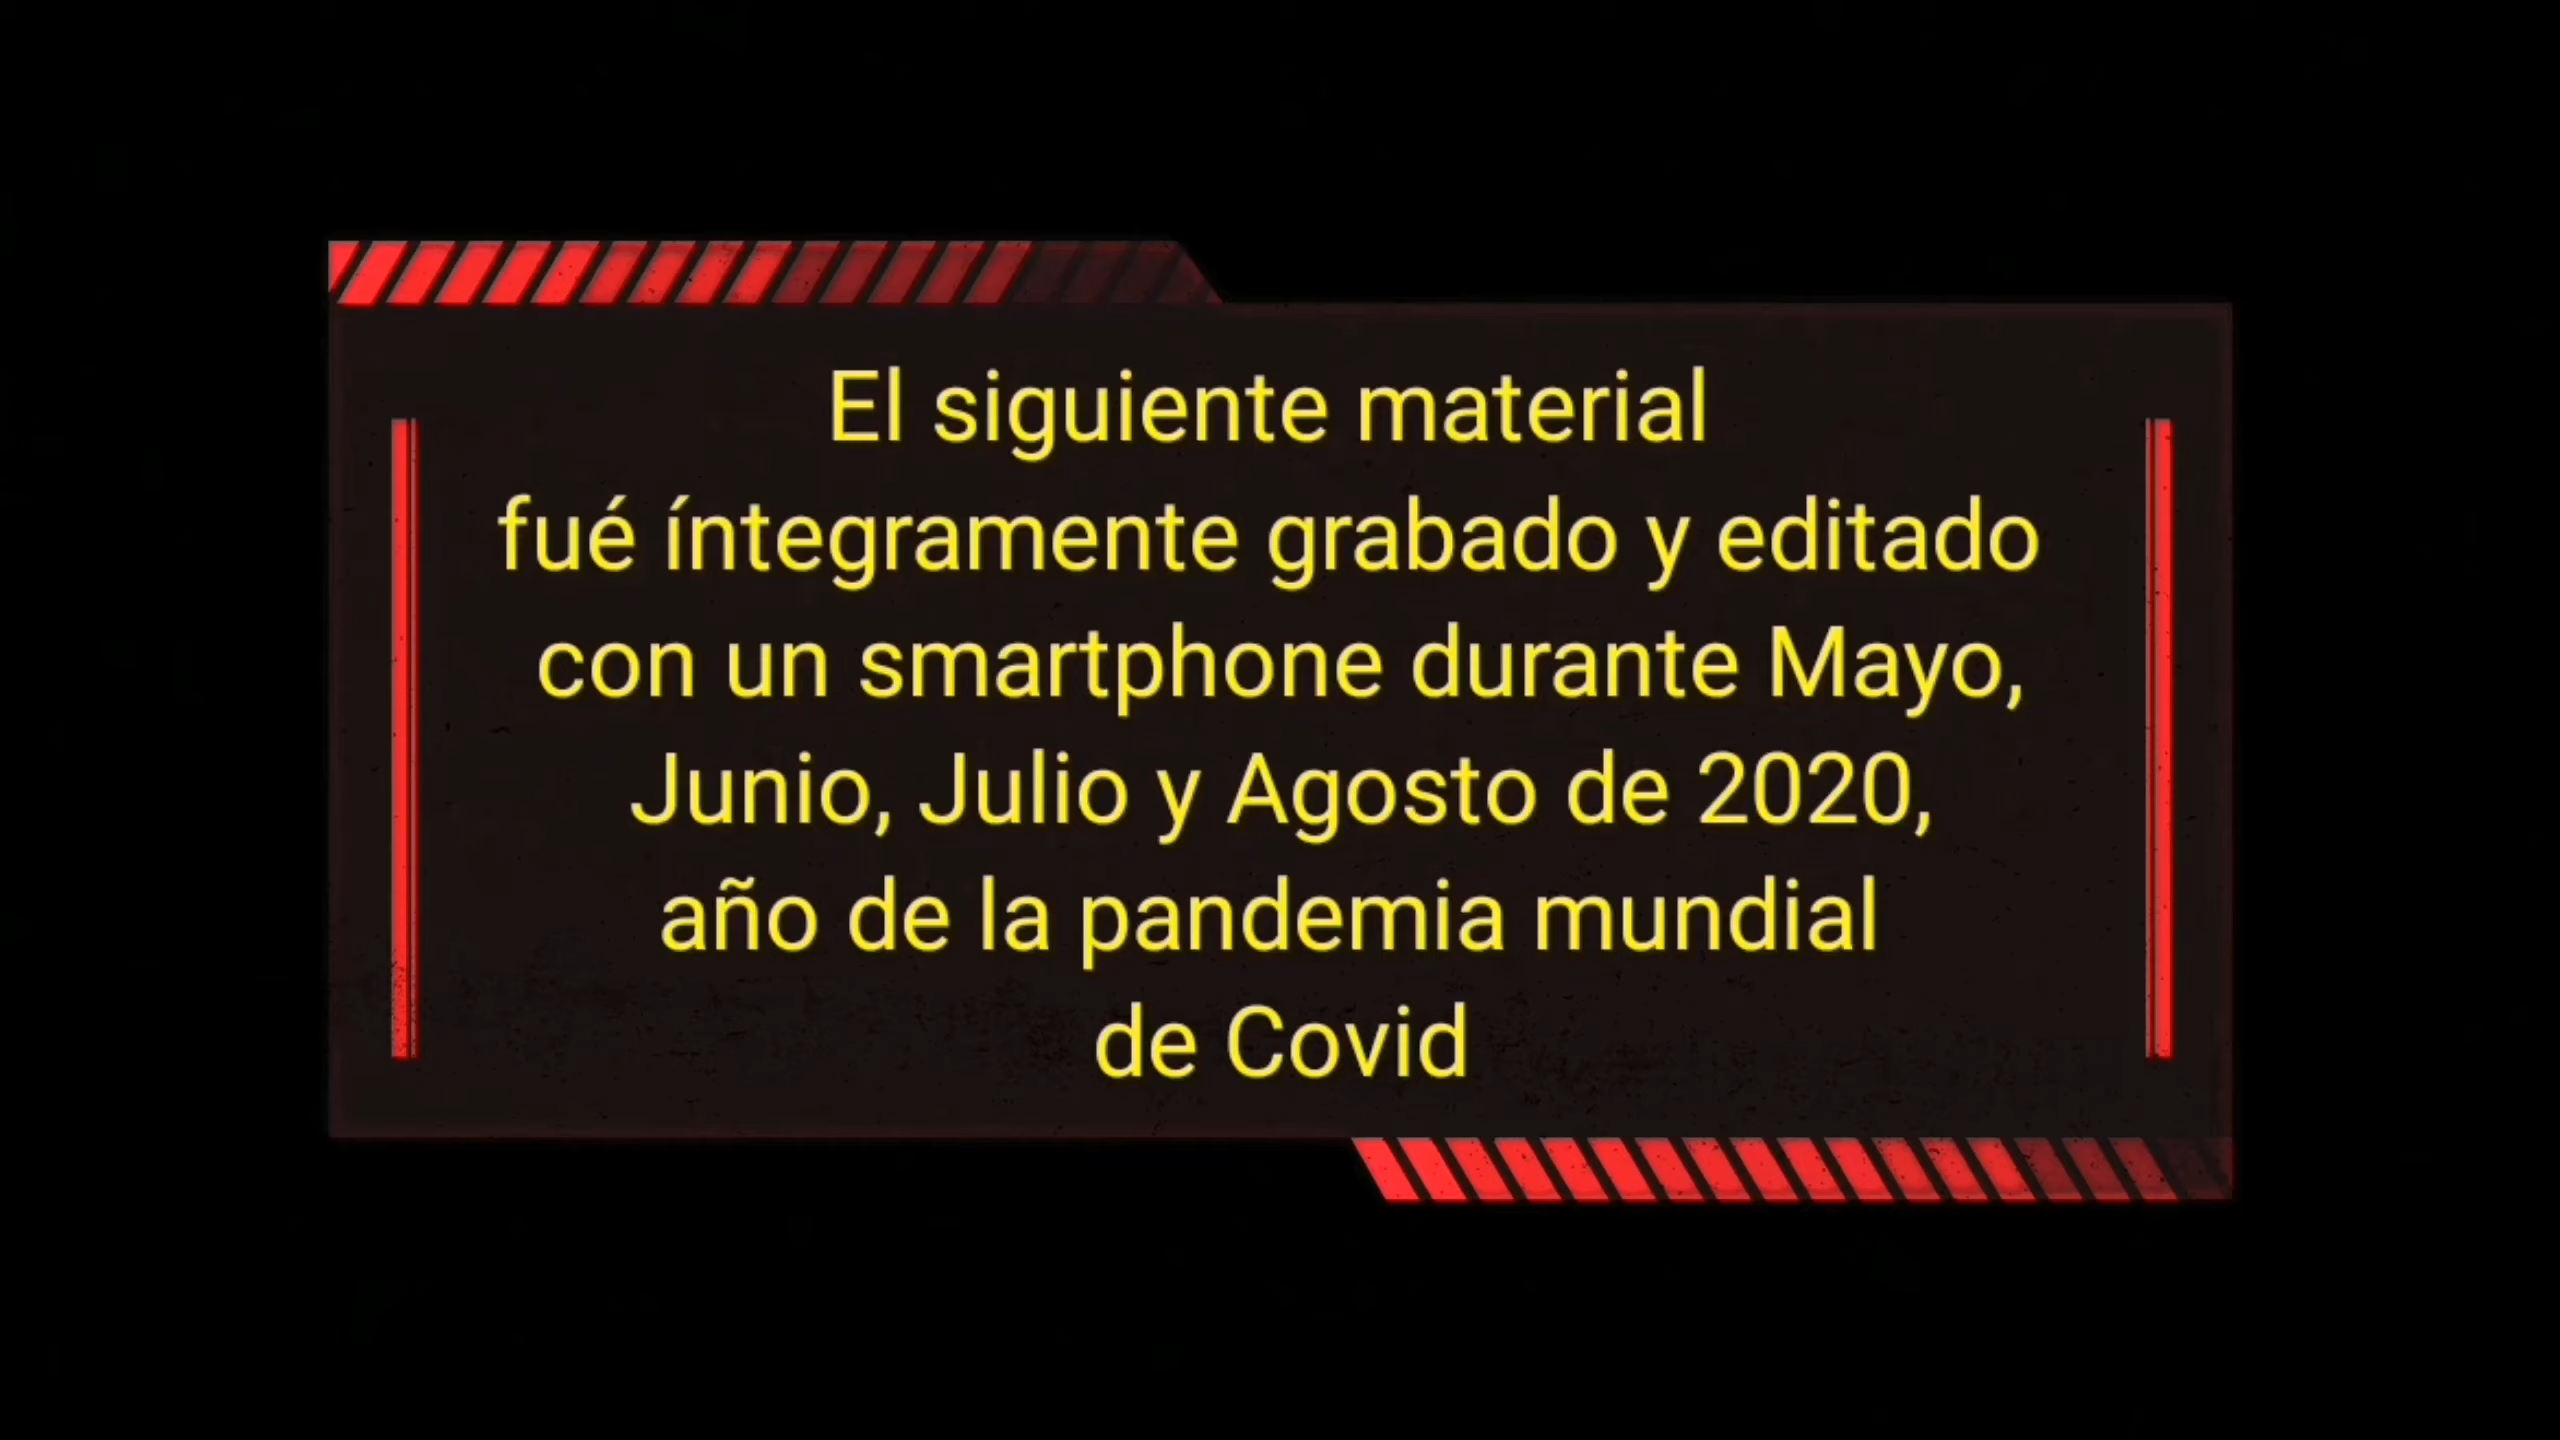 El siguiente material
fué íntegramente grabado y editado
con un smartphone durante Mayo,
Junio, Julio y Agosto de 2020,
año de la pandemia mundial
de Covid